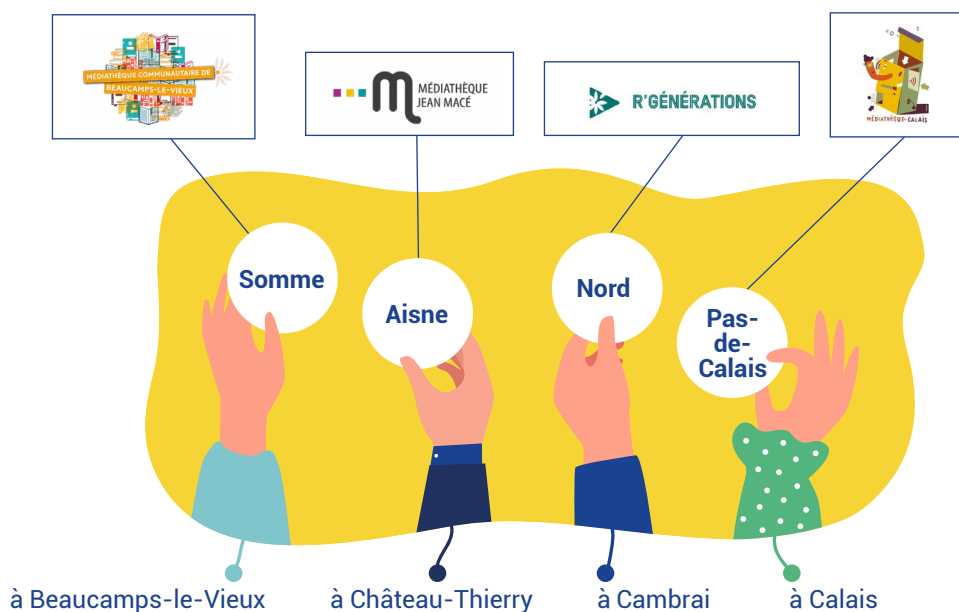 MÉDIATHÈQUE COMMUNAUTAIRE DE
BEAUCAMPS-LE-VIEUX
MÉDIATHÈQUE
JEAN MACÉ
R'GÉNÉRATIONS
MÉDIATHÈQUE-CALAIS
Somme
Aisne
Nord
Pas-
de-
Calais
à Beaucamps-le-Vieux
à Château-Thierry
à Cambrai
à Calais